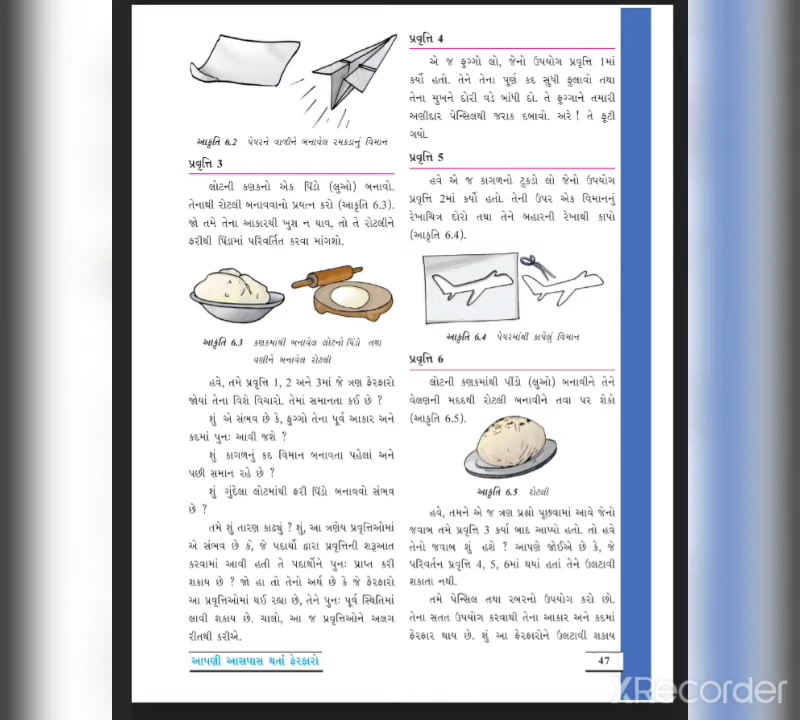 આકૃતિ 6.2 પેપરને વાળીને બનાવેલ રમકડાનું વિમાન
પ્રવૃત્તિ 3
લોટની કણકનો એક પિંડો (લુઓ) બનાવો.
તેનાથી રોટલી બનાવવાનો પ્રયત્ન કરો (આકૃતિ 6.3).
જો તમે તેના આકારથી ખુશ ન થાવ, તો તે રોટલીને
ફરીથી પિંડામાં પરિવર્તિત કરવા માંગશો.
આકૃતિ 6.3 કણકમાંથી બનાવેલ લોટનો પિંડો તથા
વણીને બનાવેલ રોટલી
હવે, તમે પ્રવૃત્તિ 1, 2 અને 3માં જે ત્રણ ફેરફારો
જોયાં તેના વિશે વિચારો. તેમાં સમાનતા કઈ છે ?
શું એ સંભવ છે કે, ફુગ્ગો તેના પૂર્વ આકાર અને
કદમાં પુનઃ આવી જશે ?
શું કાગળનું કદ વિમાન બનાવતા પહેલાં અને
પછી સમાન રહે છે ?
શું ગુંદેલા લોટમાંથી ફરી પિંડો બનાવવો સંભવ
છે ?
તમે શું તારણ કાઢ્યું ? શું, આ ત્રણેય પ્રવૃત્તિઓમાં
એ સંભવ છે કે, જે પદાર્થો દ્વારા પ્રવૃત્તિની શરૂઆત
કરવામાં આવી હતી તે પદાર્થોને પુનઃ પ્રાપ્ત કરી
શકાય છે ? જો હા તો તેનો અર્થ છે કે જે ફેરફારો
આ પ્રવૃત્તિઓમાં થઈ રહ્યા છે, તેને પુનઃ પૂર્વ સ્થિતિમાં
લાવી શકાય છે. ચાલો, આ જ પ્રવૃત્તિઓને અલગ
રીતથી કરીએ.
પ્રવૃત્તિ 4
એ જ ફુગ્ગો લો, જેનો ઉપયોગ પ્રવૃત્તિ 1માં
કર્યો હતો. તેને તેના પૂર્ણ કદ સુધી ફુલાવો તથા
તેના મુખને દોરી વડે બાંધી દો. તે ફુગ્ગાને તમારી
અણીદાર પેન્સિલથી જરાક દબાવો. અરે ! તે ફૂટી
ગયો.
પ્રવૃત્તિ 5
હવે એ જ કાગળનો ટુકડો લો જેનો ઉપયોગ
પ્રવૃત્તિ 2માં કર્યો હતો. તેની ઉપર એક વિમાનનું
રેખાચિત્ર દોરો તથા તેને બહારની રેખાથી કાપો
(આકૃતિ 6.4).
આકૃતિ 6.4 પેપરમાંથી કાપેલું વિમાન
પ્રવૃત્તિ 6
લોટની કણકમાંથી પીંડો (લુઓ) બનાવીને તેને
વેલણની મદદથી રોટલી બનાવીને તવા પર શેકો
(આકૃતિ 6.5).
આકૃતિ 6.5 રોટલી
હવે, તમને એ જ ત્રણ પ્રશ્નો પૂછવામાં આવે જેનો
જવાબ તમે પ્રવૃત્તિ 3 કર્યા બાદ આપ્યો હતો. તો હવે
તેનો જવાબ શું હશે ? આપણે જોઈએ છે કે, જે
પરિવર્તન પ્રવૃત્તિ 4, 5, 6માં થયાં હતાં તેને ઉલટાવી
શકાતા નથી.
તમે પેન્સિલ તથા રબરનો ઉપયોગ કરો છો.
તેના સતત ઉપયોગ કરવાથી તેના આકાર અને કદમાં
ફેરફાર થાય છે. શું આ ફેરફારોને ઉલટાવી શકાય
આપણી આસપાસ થતાં ફેરફારો
47
XRecorder